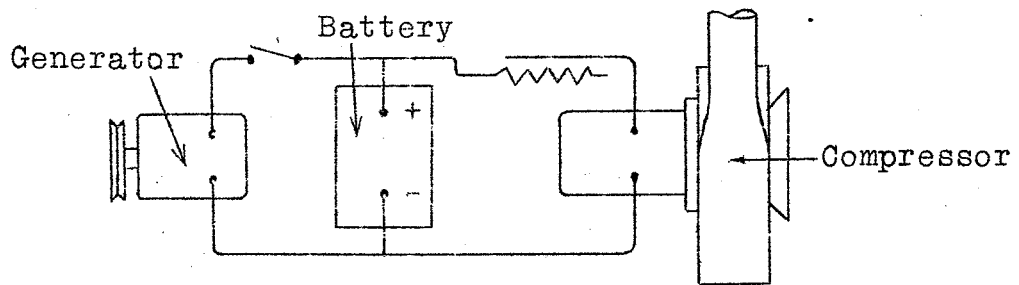 Battery
Generator
+
-
Compressor